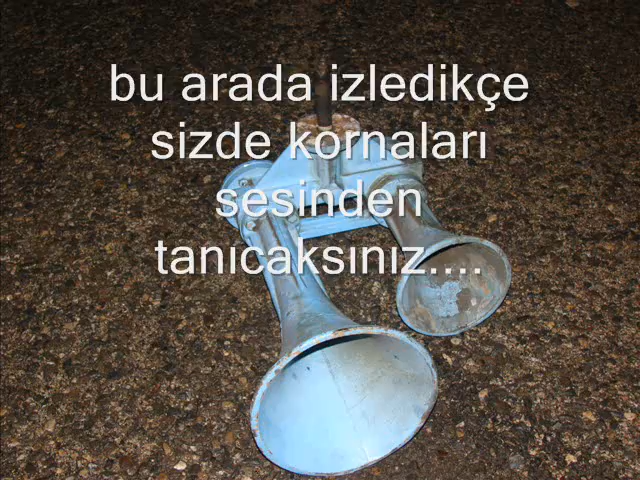 bu arada izledikçe
sizde kornaları
sesinden
tanıcaksınız....